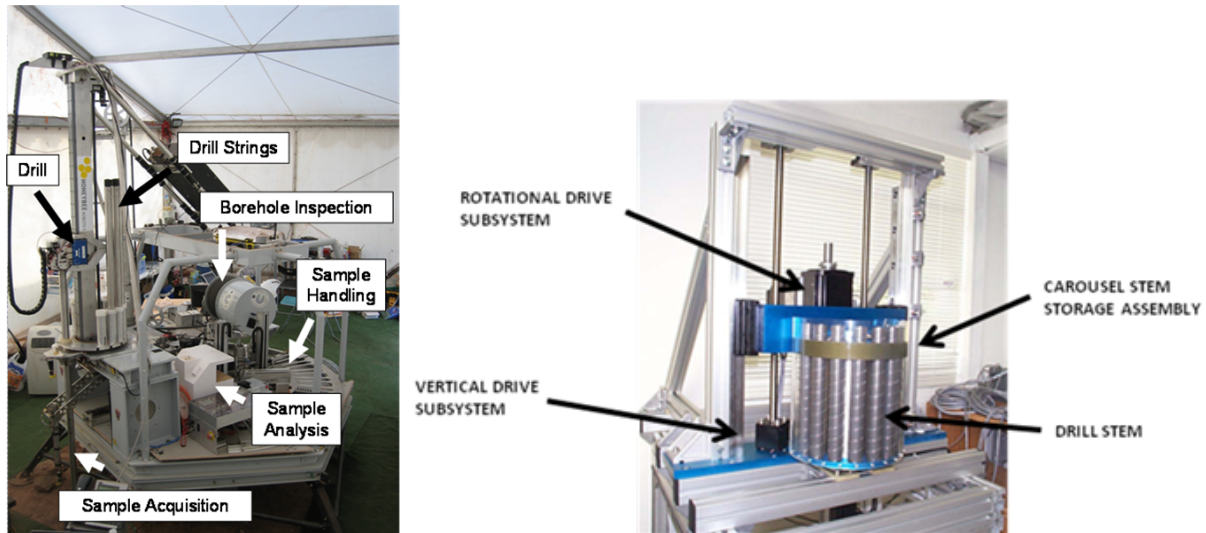 Drill Strings
Drill
Borehole Inspection
Sample
Handling
Sample
Analysis
Sample Acquisition
HONEYBEE
ROTATIONAL DRIVE
SUBSYSTEM
CAROUSEL STEM
STORAGE ASSEMBLY
VERTICAL DRIVE
SUBSYSTEM
DRILL STEM